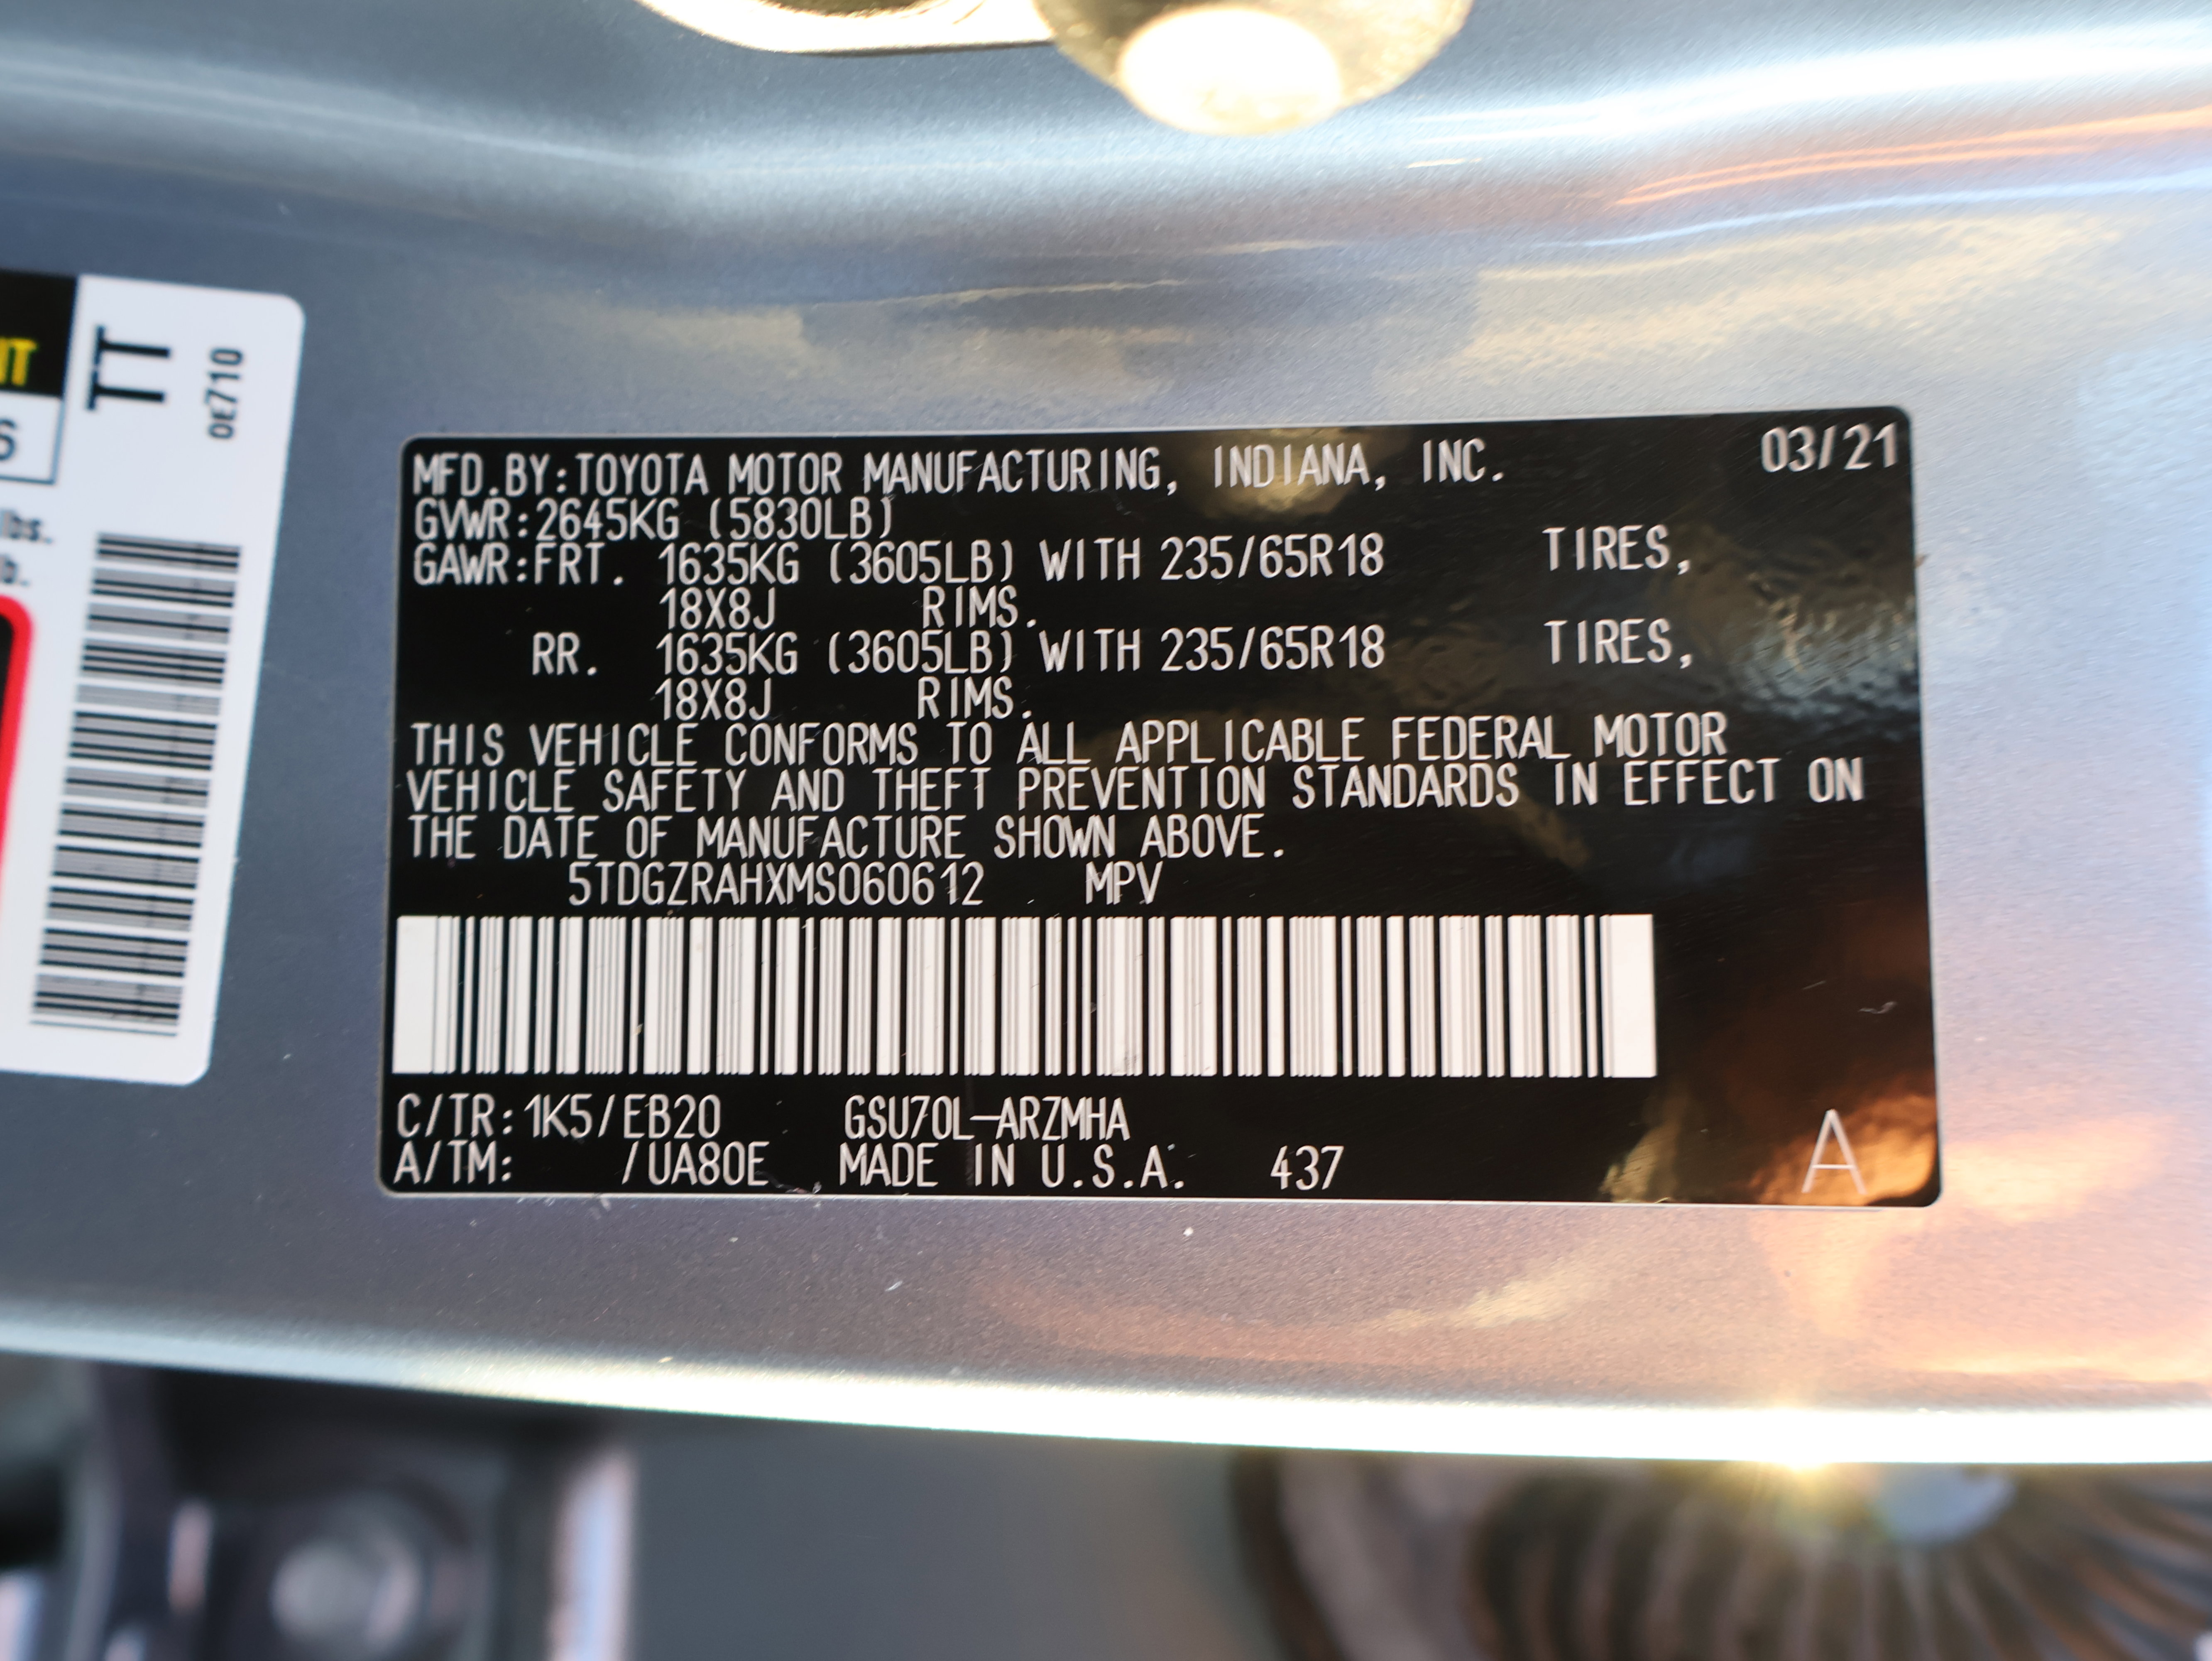 TT
OE710
S
lbs.
MFD.BY:TOYOTA MOTOR MANUFACTURING, INDIANA, INC. 03/21
GVWR:2645KG (5830LB)
GAWR:FRT. 1635KG (3605LB) WITH 235/65R18 TIRES,
18X8J RIMS.
RR. 1635KG (3605LB) WITH 235/65R18 TIRES,
18X8J RIMS.
THIS VEHICLE CONFORMS TO ALL APPLICABLE FEDERAL MOTOR
VEHICLE SAFETY AND THEFT PREVENTION STANDARDS IN EFFECT ON
THE DATE OF MANUFACTURE SHOWN ABOVE.
5TDGZRAHXMS060612 MPV
C/TR:1K5/EB20 GSU70L-ARZMHA
A/TM: /UA80E MADE IN U.S.A. 437 A